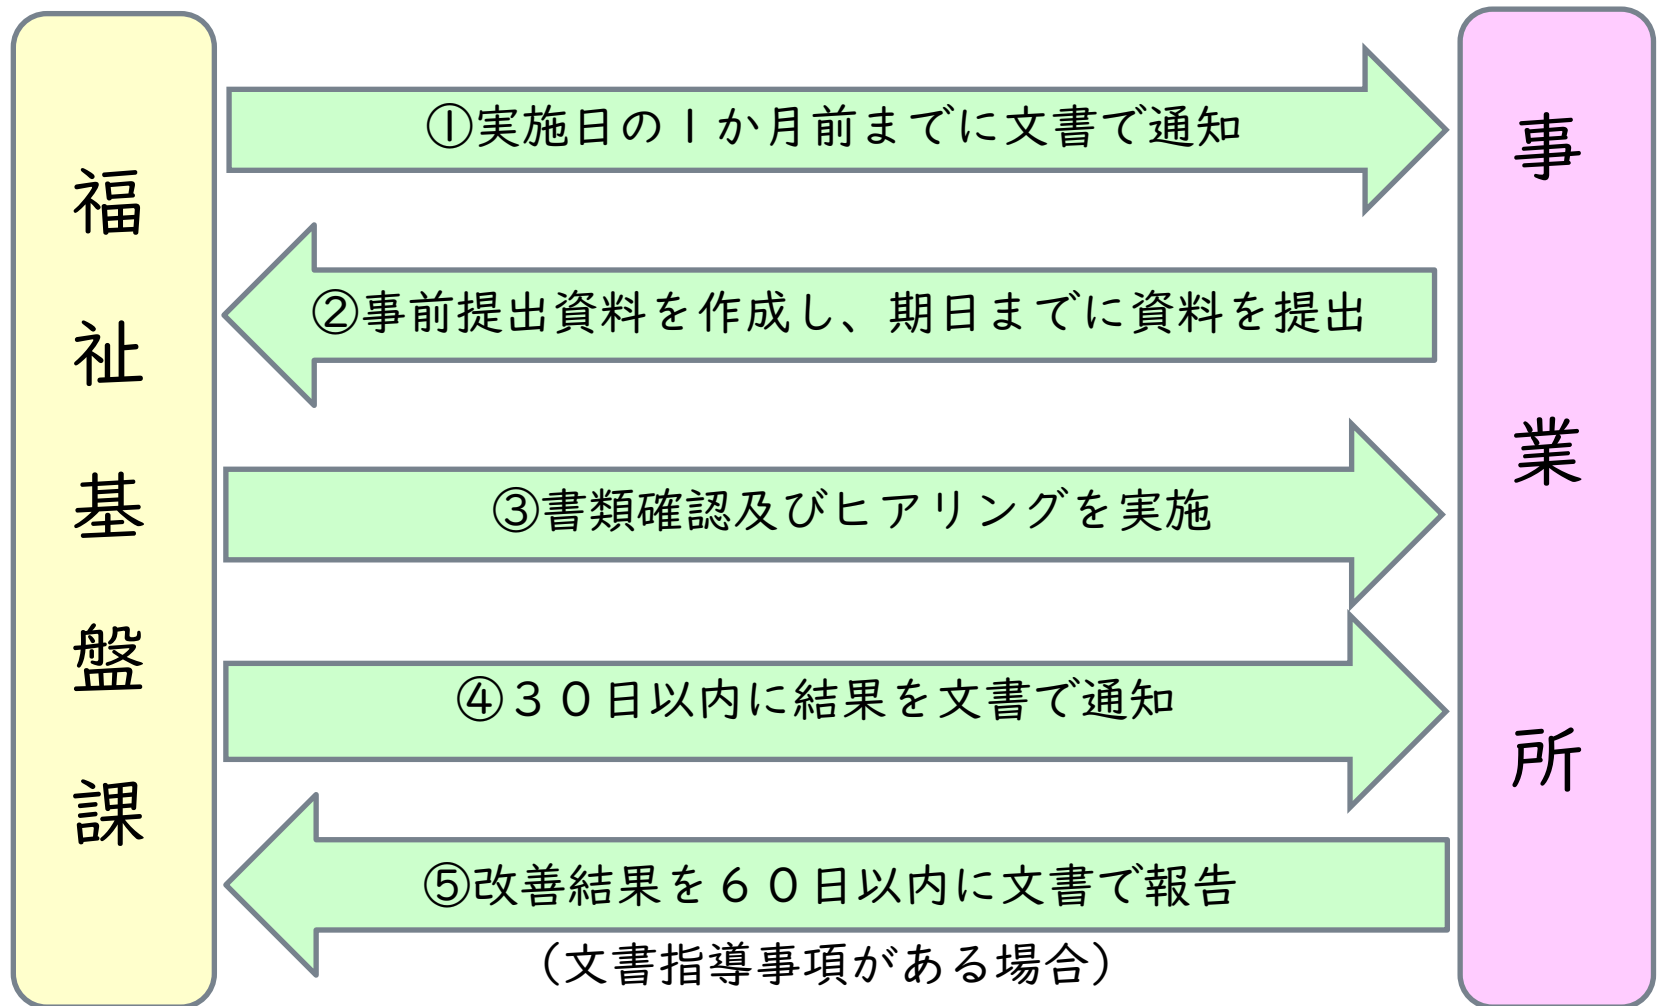 福祉基盤課
①実施日の1か月前までに文書で通知
②事前提出資料を作成し、期日までに資料を提出
③書類確認及びヒアリングを実施
④30日以内に結果を文書で通知
⑤改善結果を60日以内に文書で報告
(文書指導事項がある場合)
事業所